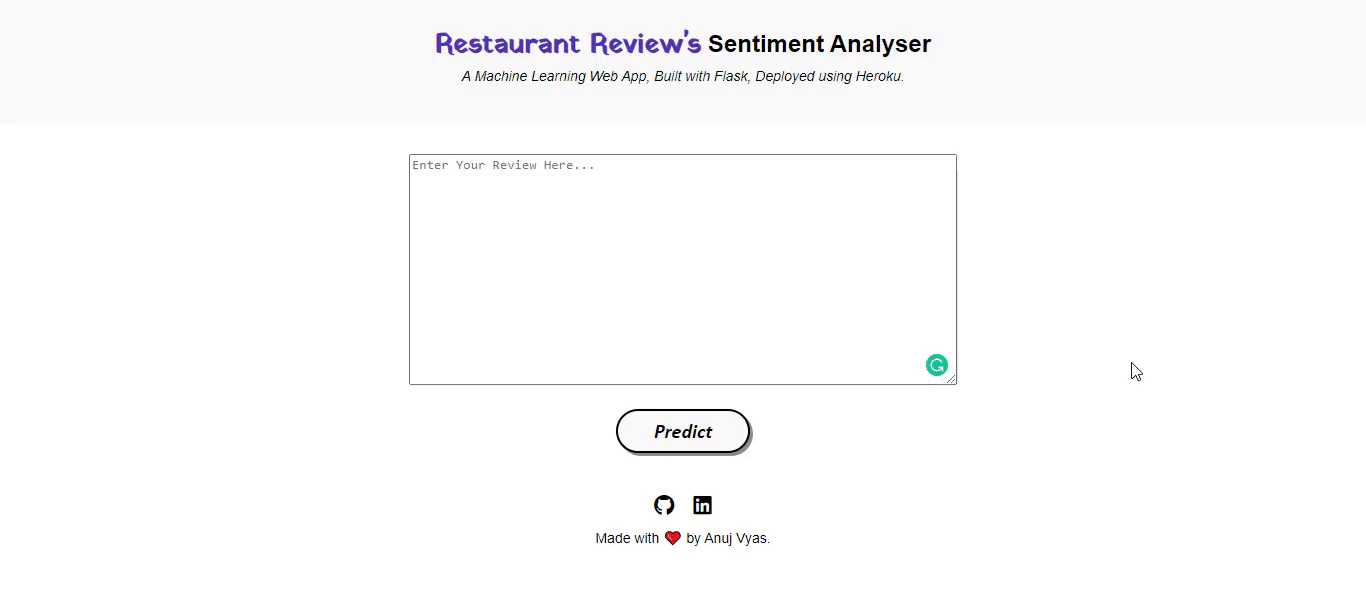 Restaurant Review's Sentiment Analyser
A Machine Learning Web App, Built with Flask, Deployed using Heroku.
Enter Your Review Here...
Predict
Made with ❤ by Anuj Vyas.